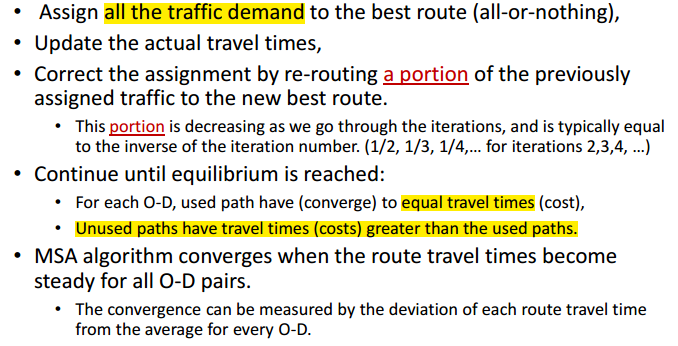 • Assign all the traffic demand to the best route (all-or-nothing),
• Update the actual travel times,
• Correct the assignment by re-routing a portion of the previously
assigned traffic to the new best route.
• This portion is decreasing as we go through the iterations, and is typically equal
to the inverse of the iteration number. (1/2, 1/3, 1/4,... for iterations 2,3,4, ...)
• Continue until equilibrium is reached:
• For each O-D, used path have (converge) to equal travel times (cost),
• Unused paths have travel times (costs) greater than the used paths.
• MSA algorithm converges when the route travel times become
steady for all O-D pairs.
• The convergence can be measured by the deviation of each route travel time
from the average for every O-D.